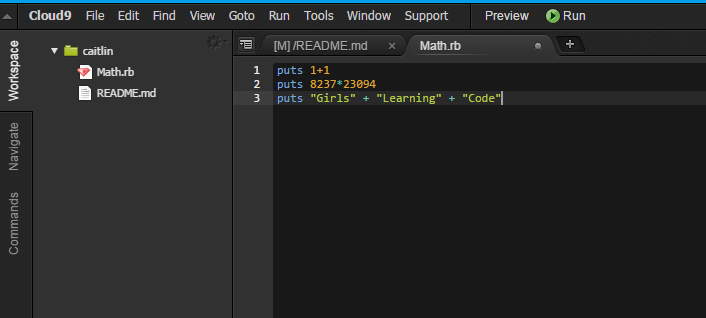 Cloud9 File Edit Find View Goto Run Tools Window Support Preview Run
Workspace
Navigate
Commands
caitlin
Math.rb
README.md
[M] /README.md × Math.rb
1 puts 1+1
2 puts 8237*23094
3 puts "Girls" + "Learning" + "Code"